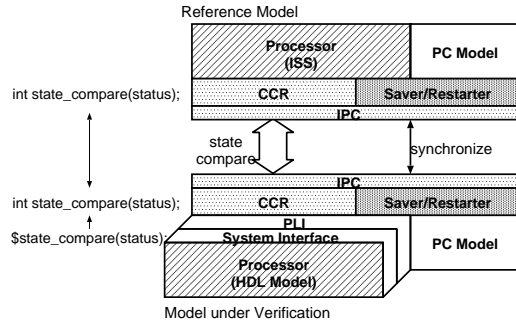 Reference Model
Processor
(ISS)
PC Model
int state_compare(status);
CCR
Saver/Restarter
IPC
state
compare
synchronize
IPC
int state_compare(status);
CCR
Saver/Restarter
PLI
$state_compare(status);
System Interface
PC Model
Processor
(HDL Model)
Model under Verification